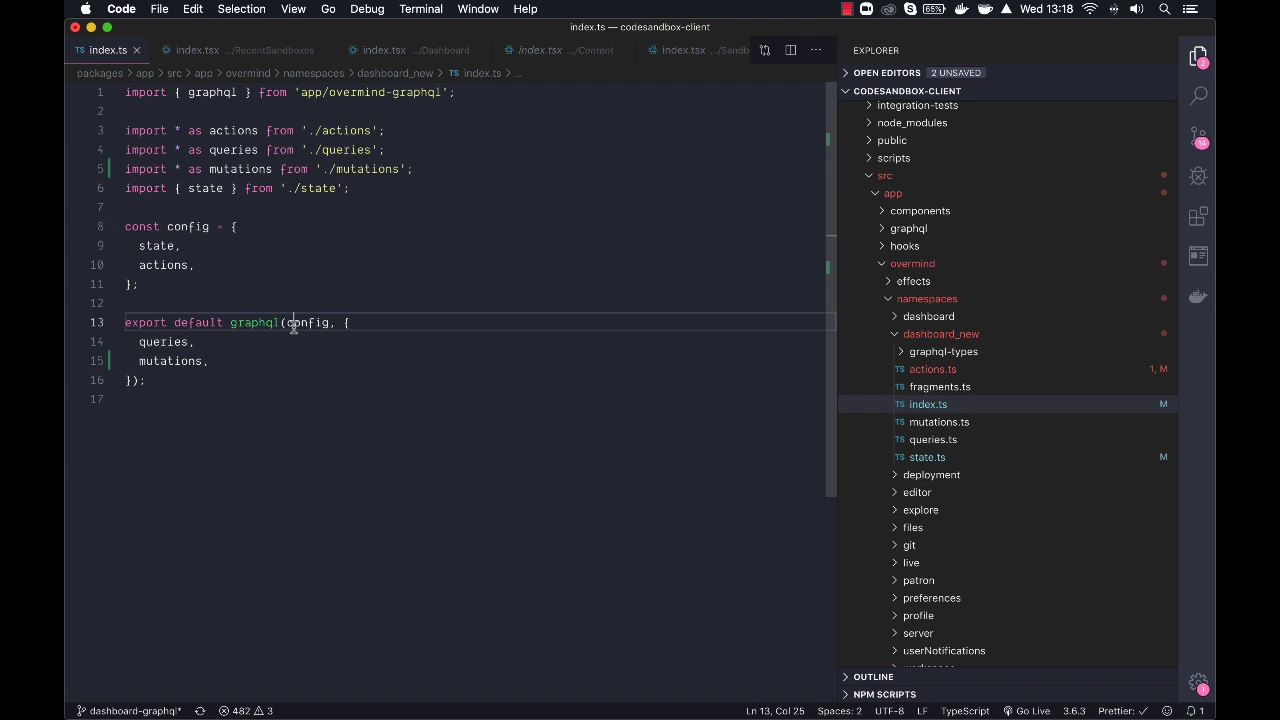 Code File Edit Selection View Go Debug Terminal Window Help 65% Wed 13:18
index.ts — codesandbox-client
index.ts index.tsx .../RecentSandboxes index.tsx .../Dashboard index.tsx .../Content index.tsx .../Sandb
packages › app › src › app › overmind › namespaces › dashboard_new › TS index.ts › ...
1 import { graphql } from 'app/overmind-graphql';
2
3 import * as actions from './actions';
4 import * as queries from './queries';
5 import * as mutations from './mutations';
6 import { state } from './state';
7
8 const config = {
9 state,
10 actions,
11 };
12
13 export default graphql(config, {
14 queries,
15 mutations,
16 });
17
EXPLORER
OPEN EDITORS 2 UNSAVED
CODESANDBOX-CLIENT
integration-tests
node_modules
public
scripts
src
app
components
graphql
hooks
overmind
effects
namespaces
dashboard
dashboard_new
graphql-types
TS actions.ts 1, M
TS fragments.ts
TS index.ts M
TS mutations.ts
TS queries.ts
TS state.ts M
deployment
editor
explore
files
git
live
patron
preferences
profile
server
userNotifications
OUTLINE
NPM SCRIPTS
2
14
1
dashboard-graphql* 482 3 Ln 13, Col 25 Spaces: 2 UTF-8 LF TypeScript Go Live 3.6.3 Prettier: ✓ 1